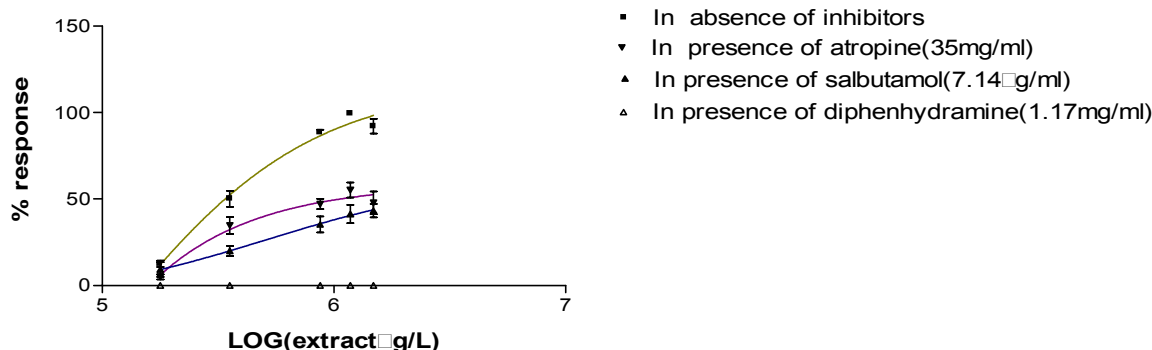 150
100
50
0
5
6
7
% response
LOG(extract□g/L)
In absence of inhibitors
In presence of atropine(35mg/ml)
In presence of salbutamol(7.14□g/ml)
In presence of diphenhydramine(1.17mg/ml)